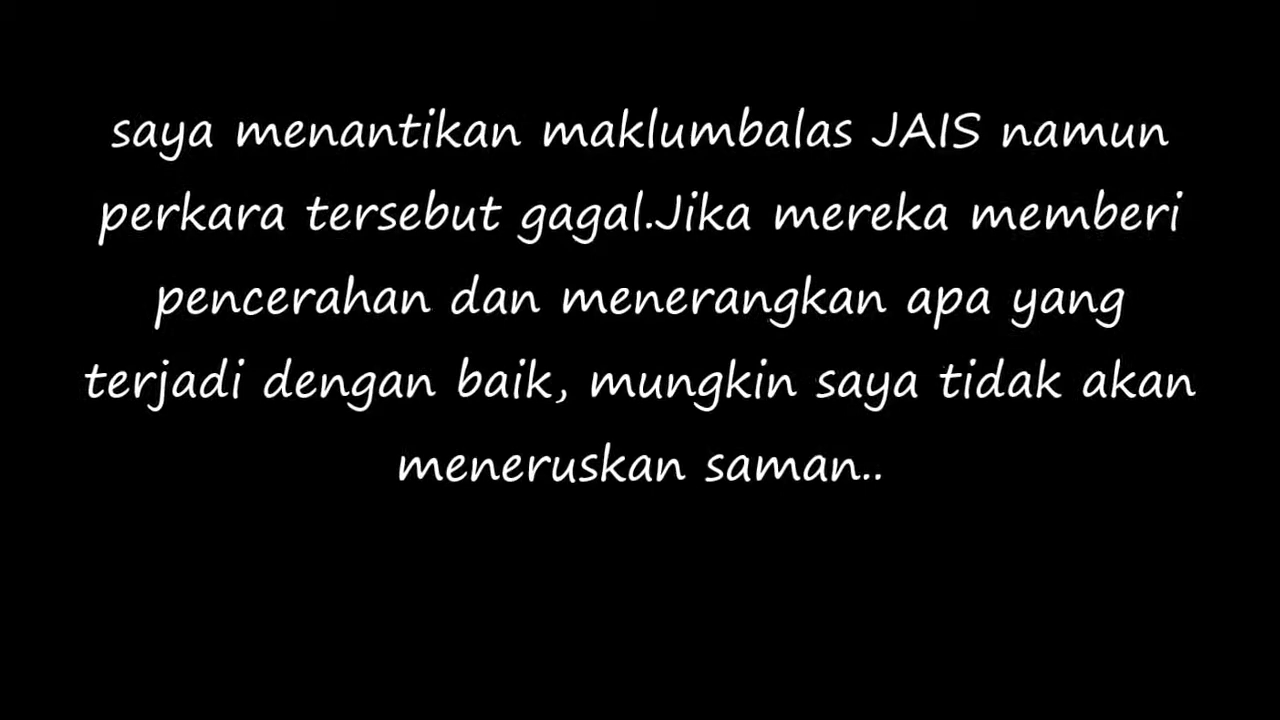 saya menantikan maklumbalas JAIS namun
perkara tersebut gagal.Jika mereka memberi
pencerahan dan menerangkan apa yang
terjadi dengan baik, mungkin saya tidak akan
meneruskan saman..